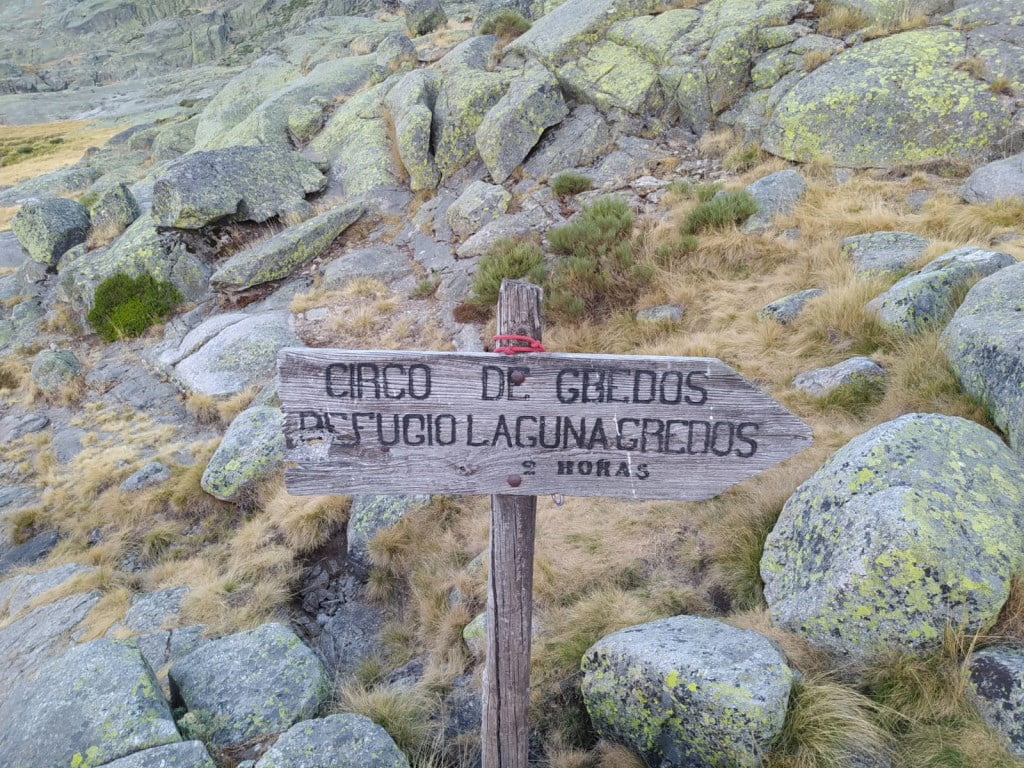 CIRCO DE GREDOS
REFUGIO LAGUNA GREDOS
2 HORAS